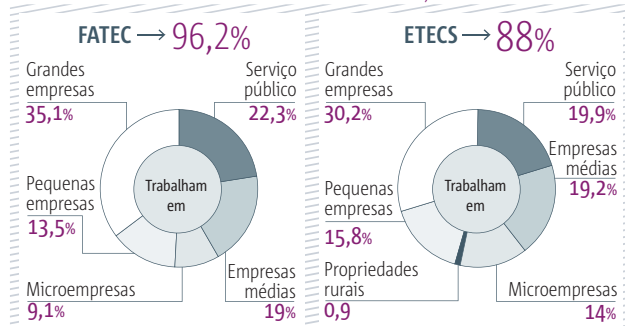 FATEC → 96,2%
Grandes
empresas
35,1%
Serviço
público
22,3%
Trabalham
em
Pequenas
empresas
13,5%
Microempresas
9,1%
Empresas
médias
19%
ETECS → 88%
Grandes
empresas
30,2%
Serviço
público
19,9%
Empresas
médias
19,2%
Trabalham
em
Pequenas
empresas
15,8%
Propriedades
rurais
0,9
Microempresas
14%